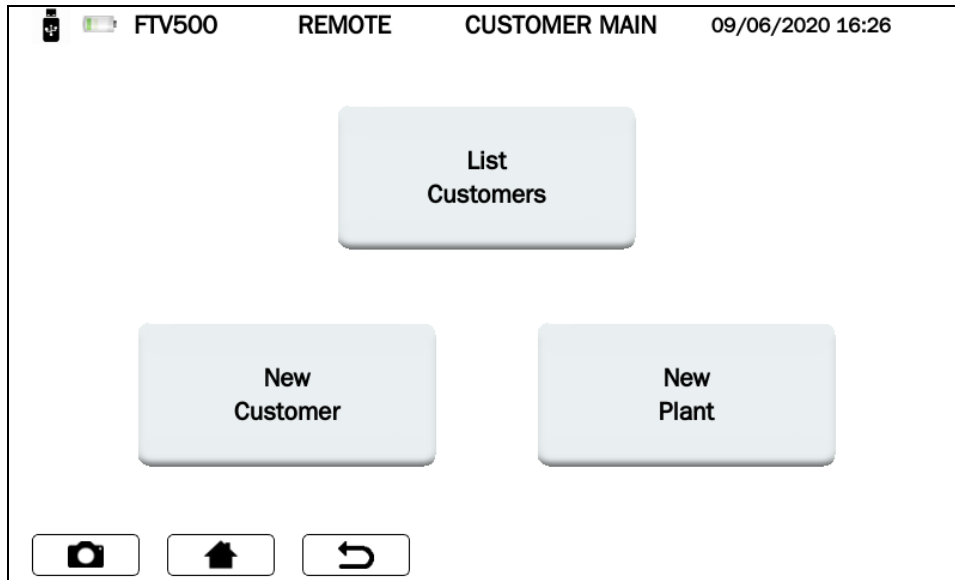 FTV500 REMOTE CUSTOMER MAIN 09/06/2020 16:26
List
Customers
New
Customer
New
Plant